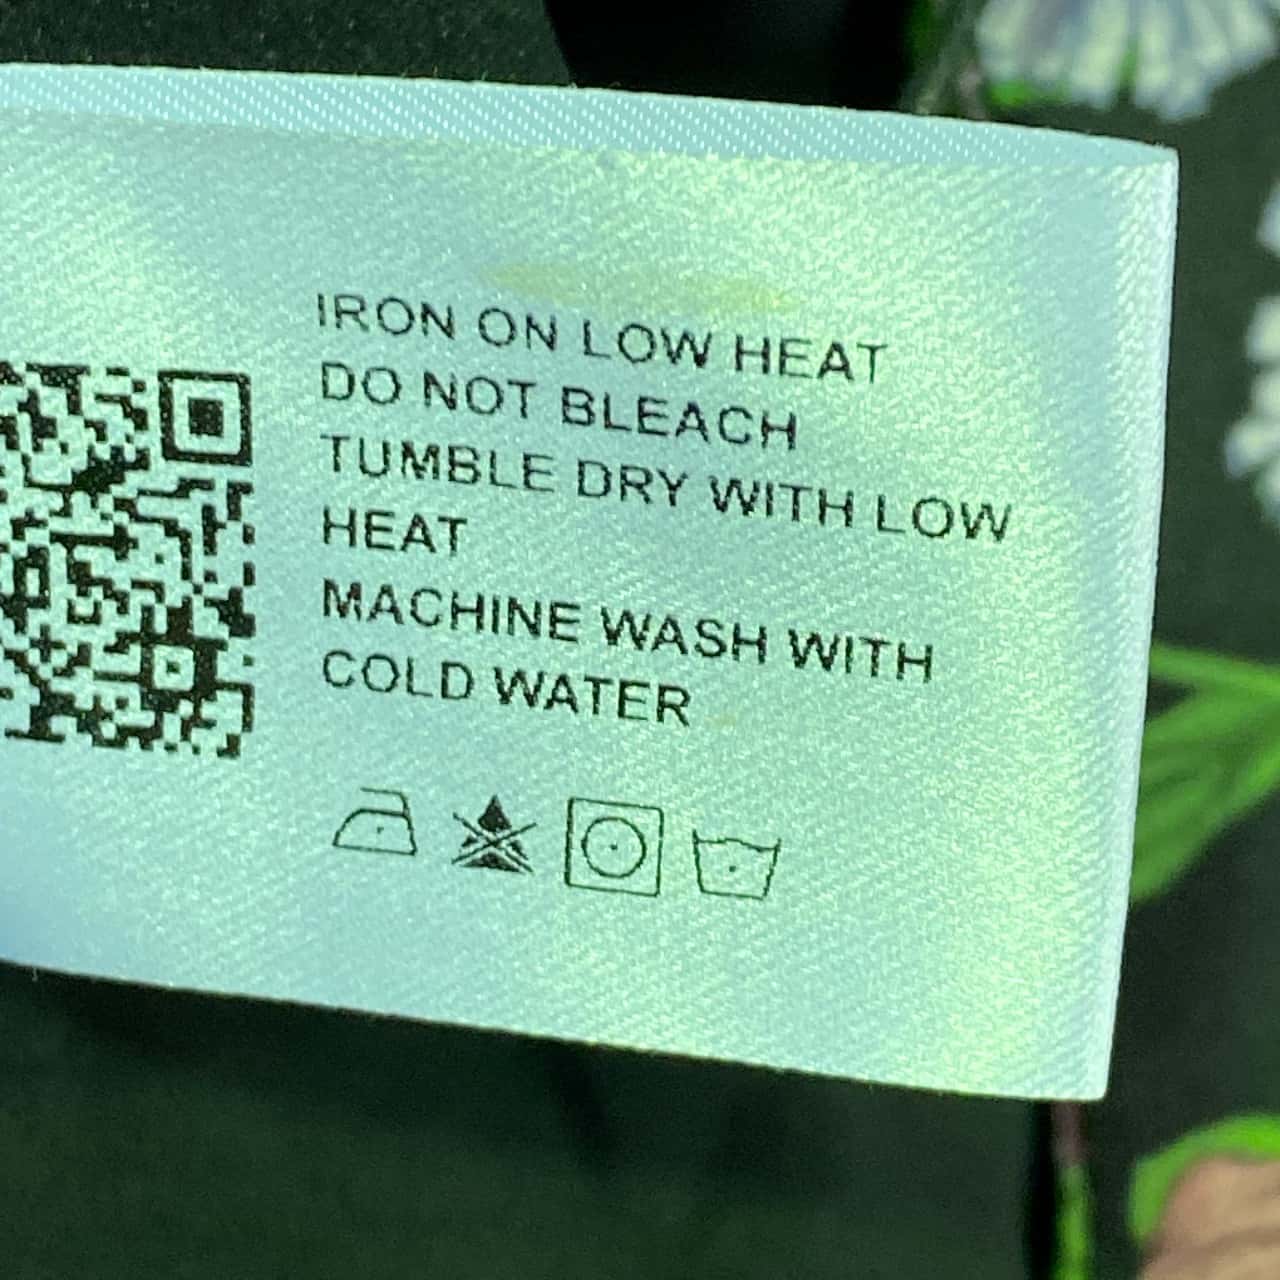 IRON ON LOW HEAT
DO NOT BLEACH
TUMBLE DRY WITH LOW
HEAT
MACHINE WASH WITH
COLD WATER